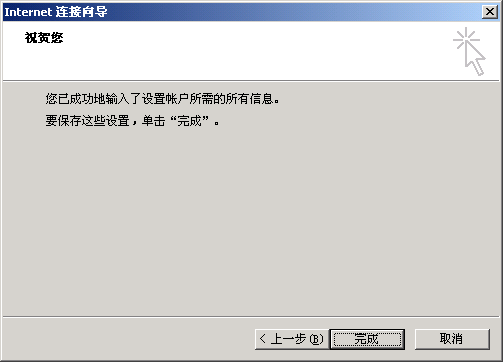 Internet 连接向导
祝贺您
您已成功地输入了设置帐户所需的所有信息。
要保存这些设置，单击“完成”。
< 上一步(B)
完成
取消